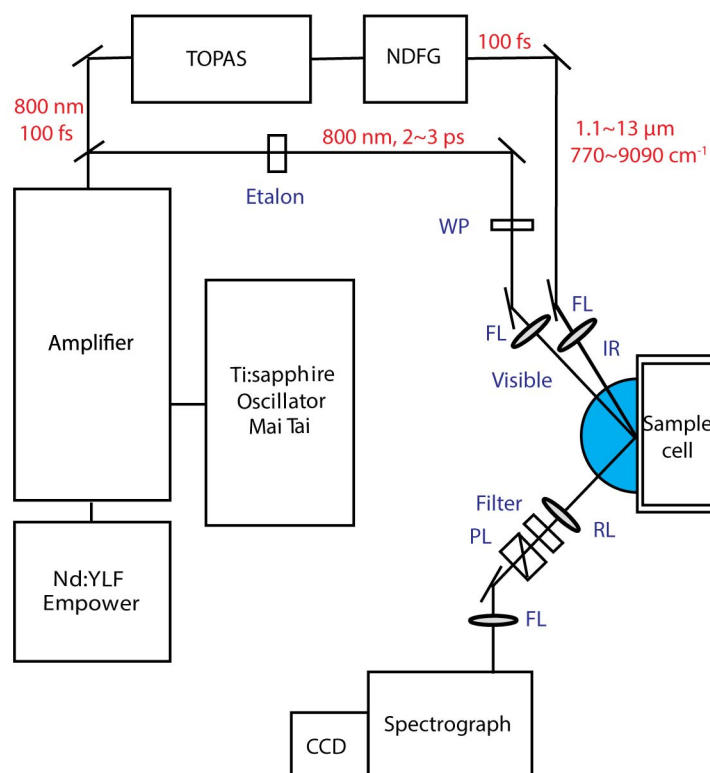 TOPAS
NDFG
100 fs
800 nm
100 fs
800 nm, 2~3 ps
1.1~13 μm
770~9090 cm⁻¹
Etalon
WP
FL
FL
IR
Visible
Amplifier
Ti:sapphire
Oscillator
Mai Tai
Sample
cell
Filter
PL
RL
Nd:YLF
Empower
FL
Spectrograph
CCD